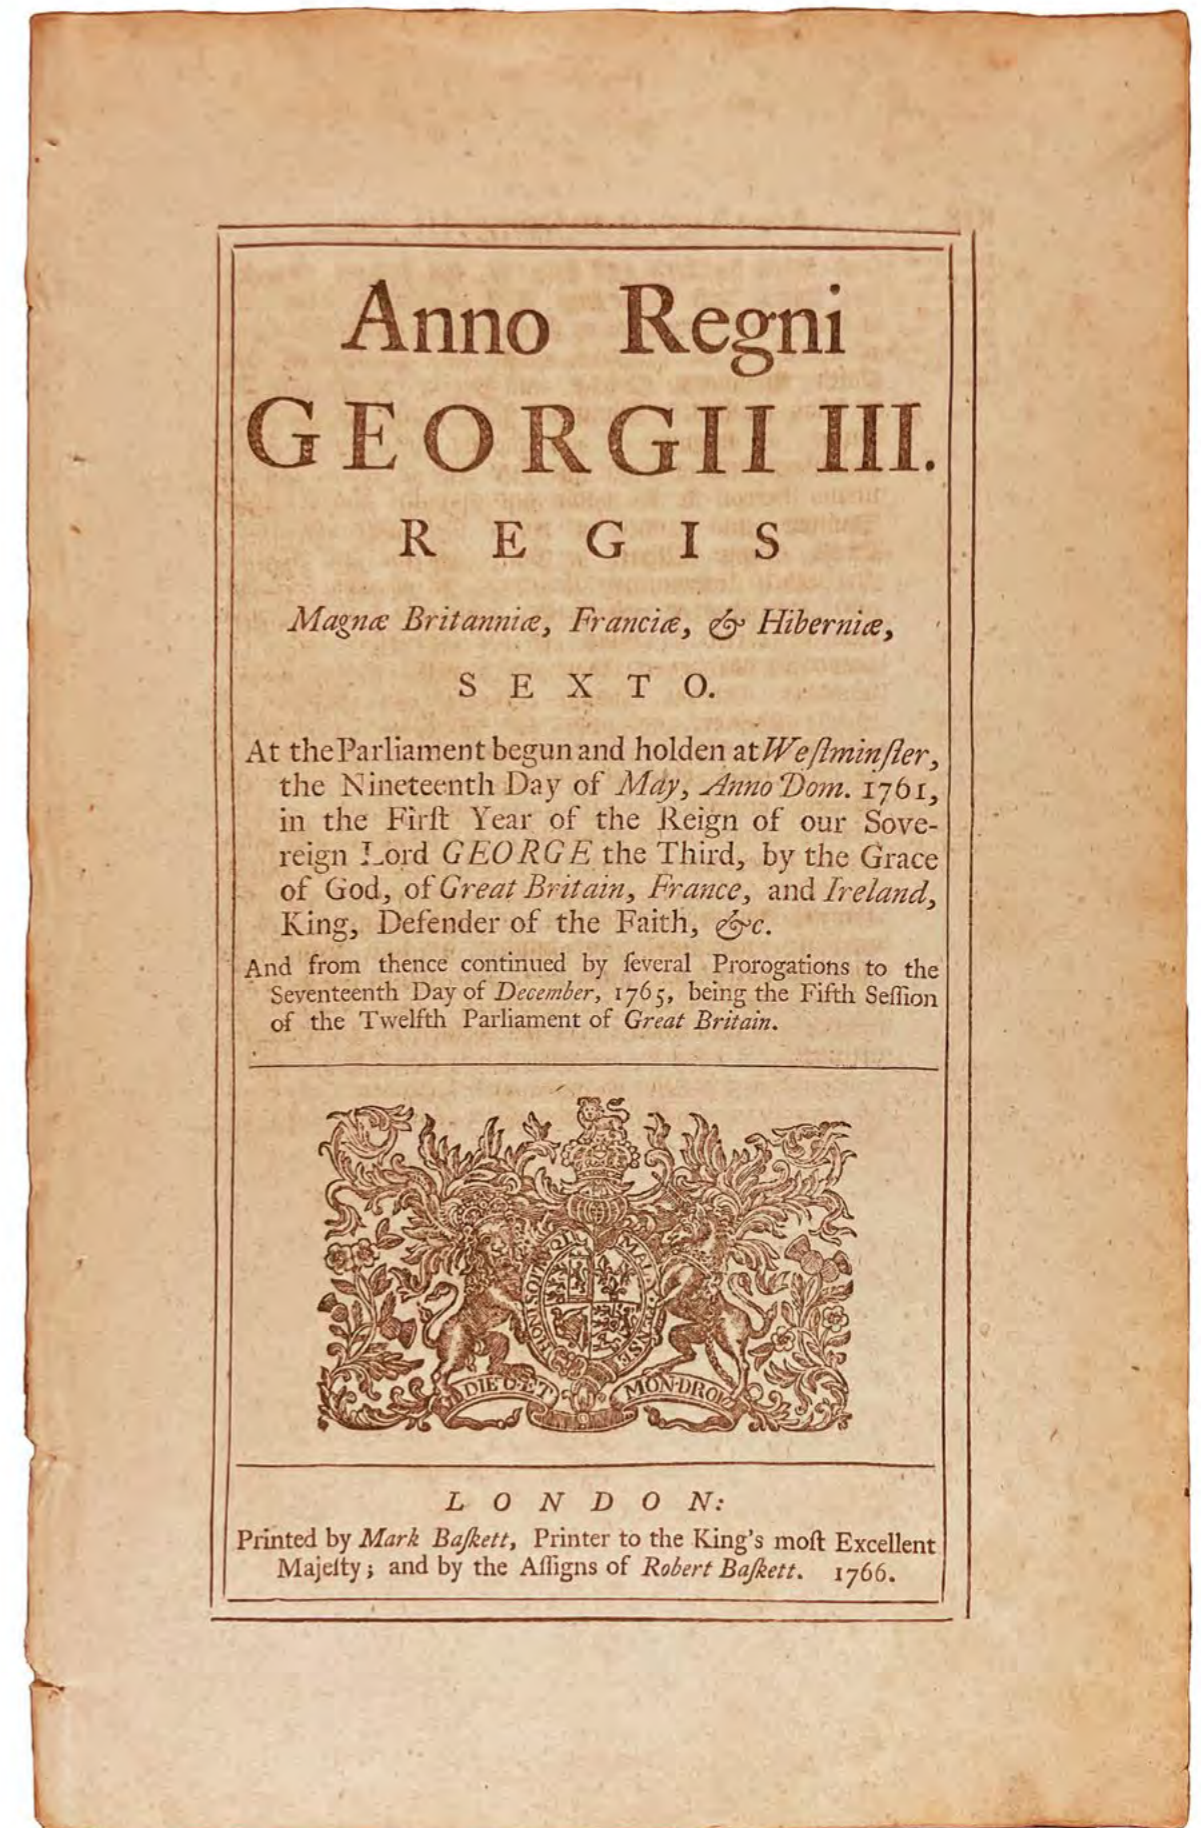 Anno Regni
GEORGII III.
REGIS
Magnæ Britanniæ, Franciæ, & Hiberniæ,
SEXTO.
At the Parliament begun and holden at Weſtminſter,
the Nineteenth Day of May, Anno Dom. 1761,
in the Firſt Year of the Reign of our Sove-
reign Lord GEORGE the Third, by the Grace
of God, of Great Britain, France, and Ireland,
King, Defender of the Faith, &c.
And from thence continued by ſeveral Prorogations to the
Seventeenth Day of December, 1765, being the Fifth Seſſion
of the Twelfth Parliament of Great Britain.
HONI·SOIT·QUI MAL·Y·PENSE
DIEU·ET MON·DROIT
LONDON:
Printed by Mark Baſkett, Printer to the King's moſt Excellent
Majeſty; and by the Aſſigns of Robert Baſkett. 1766.